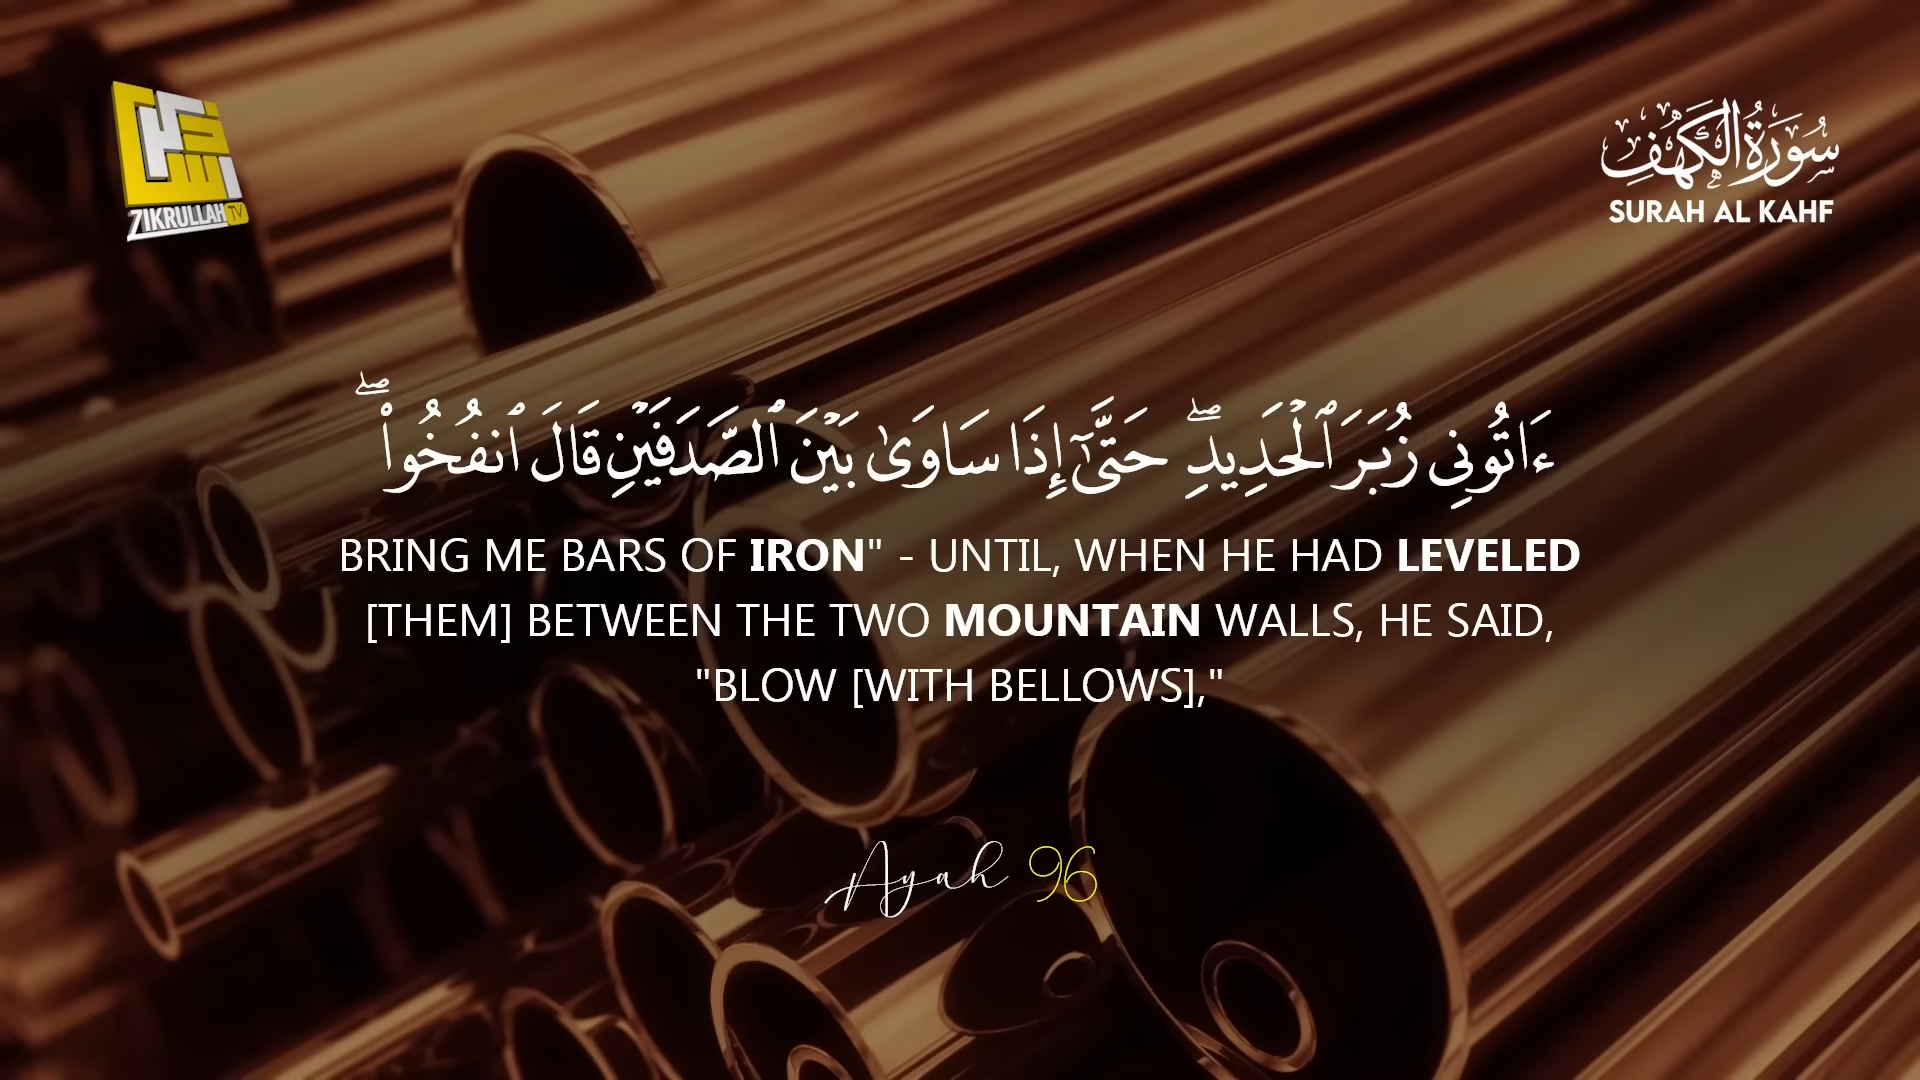 ذكر الله
ZIKRULLAH TV
سُورَةُ الكَهْفِ
SURAH AL KAHF
ءَاتُونِى زُبَرَ ٱلْحَدِيدِ ۖ حَتَّىٰٓ إِذَا سَاوَىٰ بَيْنَ ٱلصَّدَفَيْنِ قَالَ ٱنفُخُوا۟ ۖ
BRING ME BARS OF IRON" - UNTIL, WHEN HE HAD LEVELED
[THEM] BETWEEN THE TWO MOUNTAIN WALLS, HE SAID,
"BLOW [WITH BELLOWS],"
Ayah 96